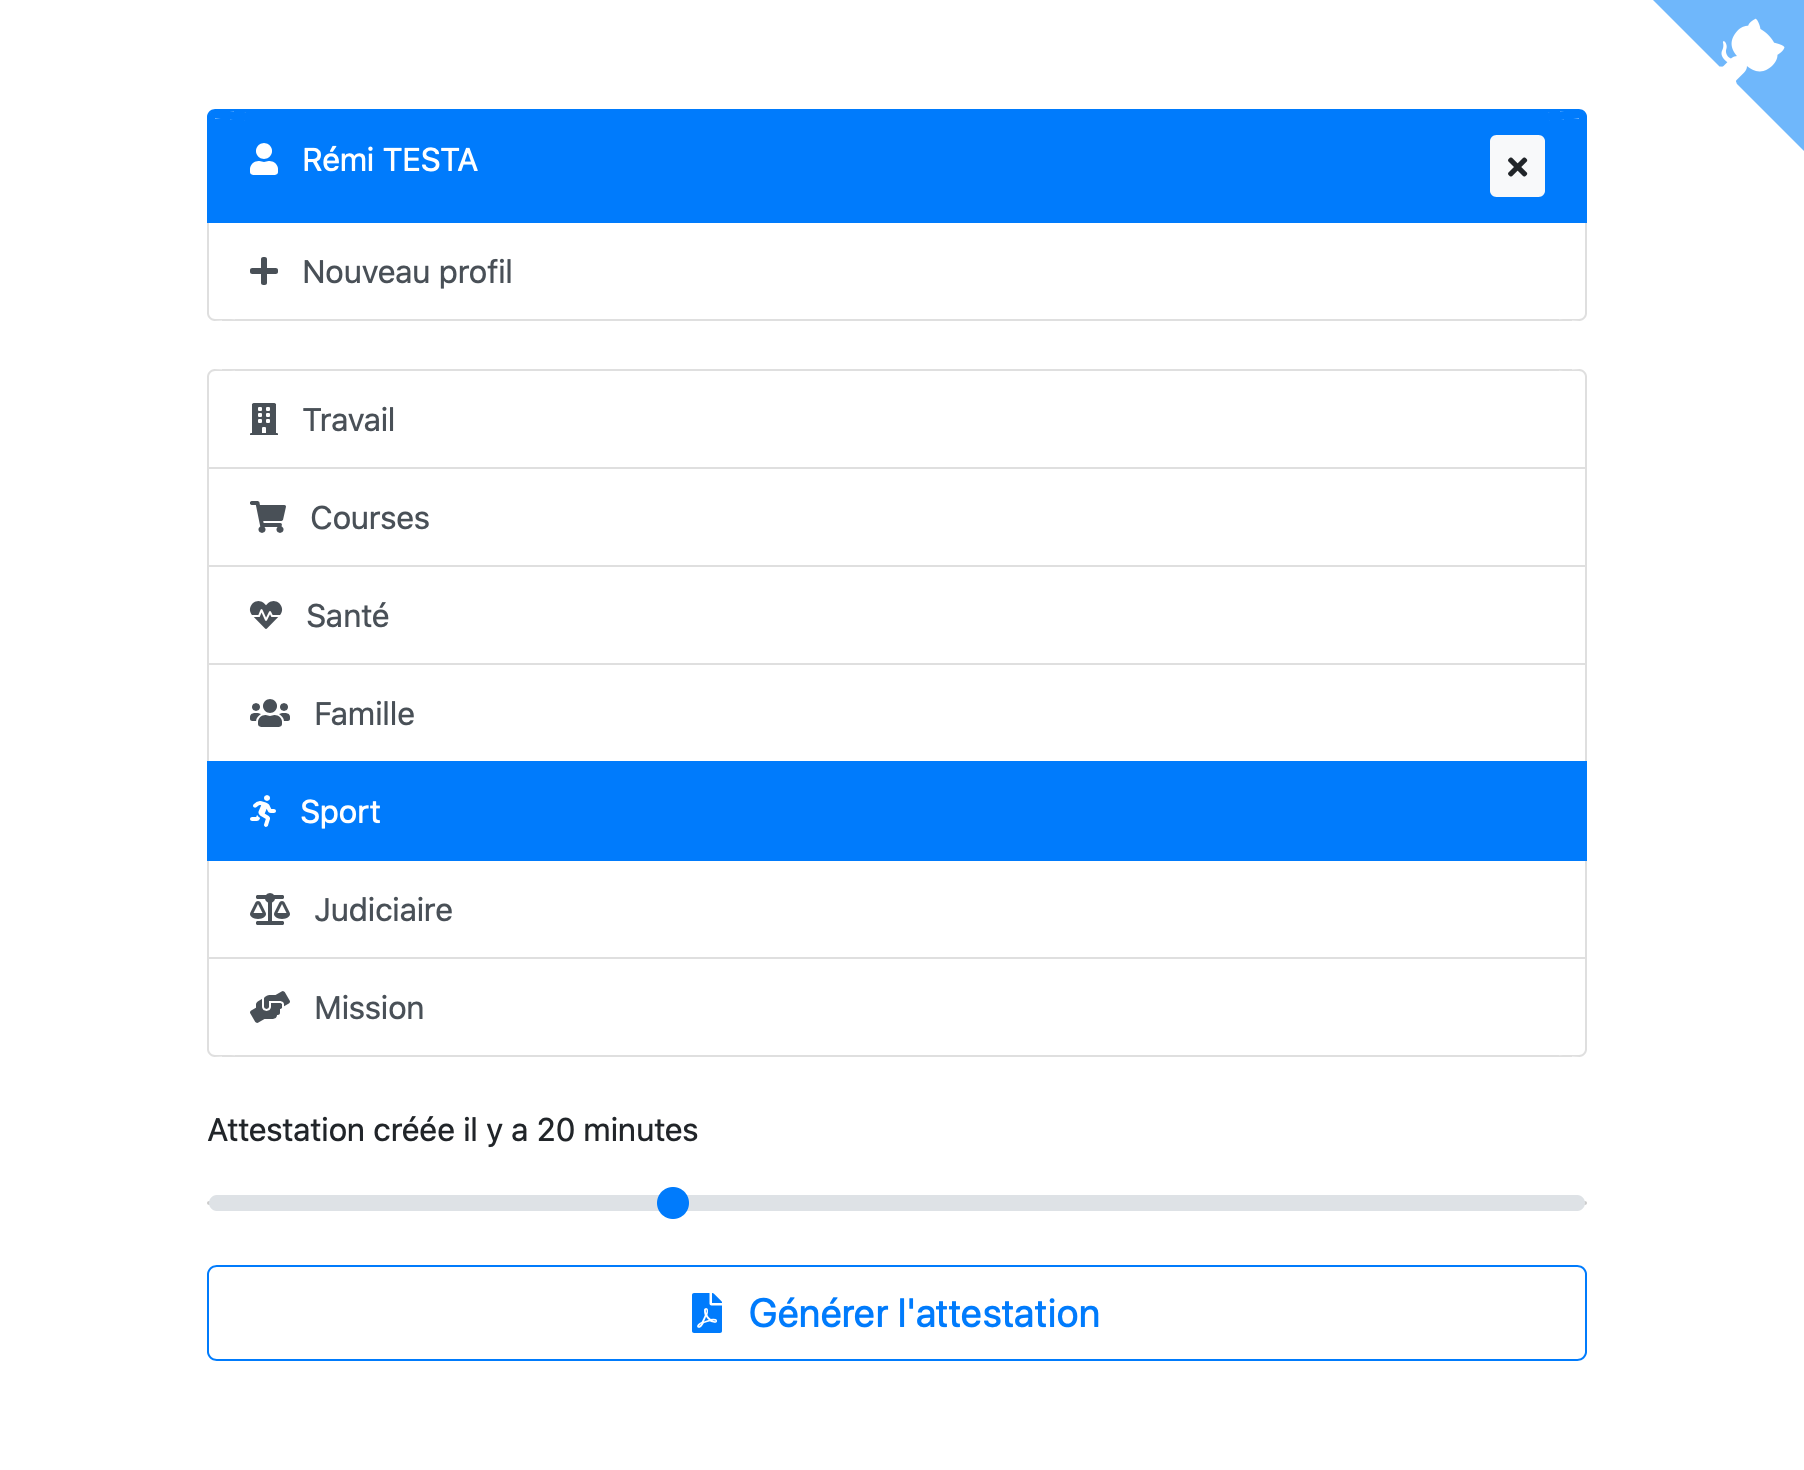 Rémi TESTA
Nouveau profil
Travail
Courses
Santé
Famille
Sport
Judiciaire
Mission
Attestation créée il y a 20 minutes
Générer l'attestation